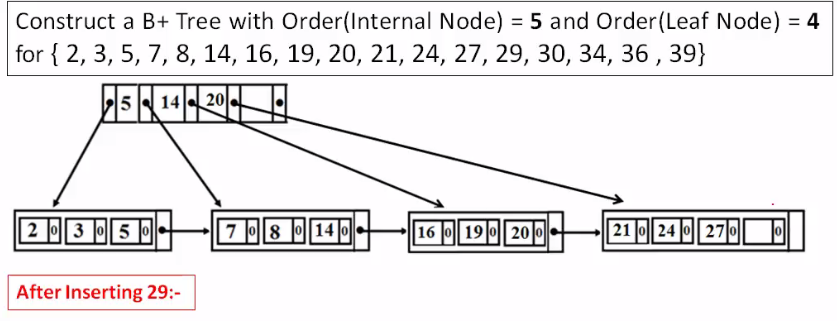 Construct a B+ Tree with Order(Internal Node) = 5 and Order(Leaf Node) = 4
for { 2, 3, 5, 7, 8, 14, 16, 19, 20, 21, 24, 27, 29, 30, 34, 36 , 39}
5 14 20
2 0 3 0 5 0 7 0 8 0 14 0 16 0 19 0 20 0 21 0 24 0 27 0 0
After Inserting 29:-